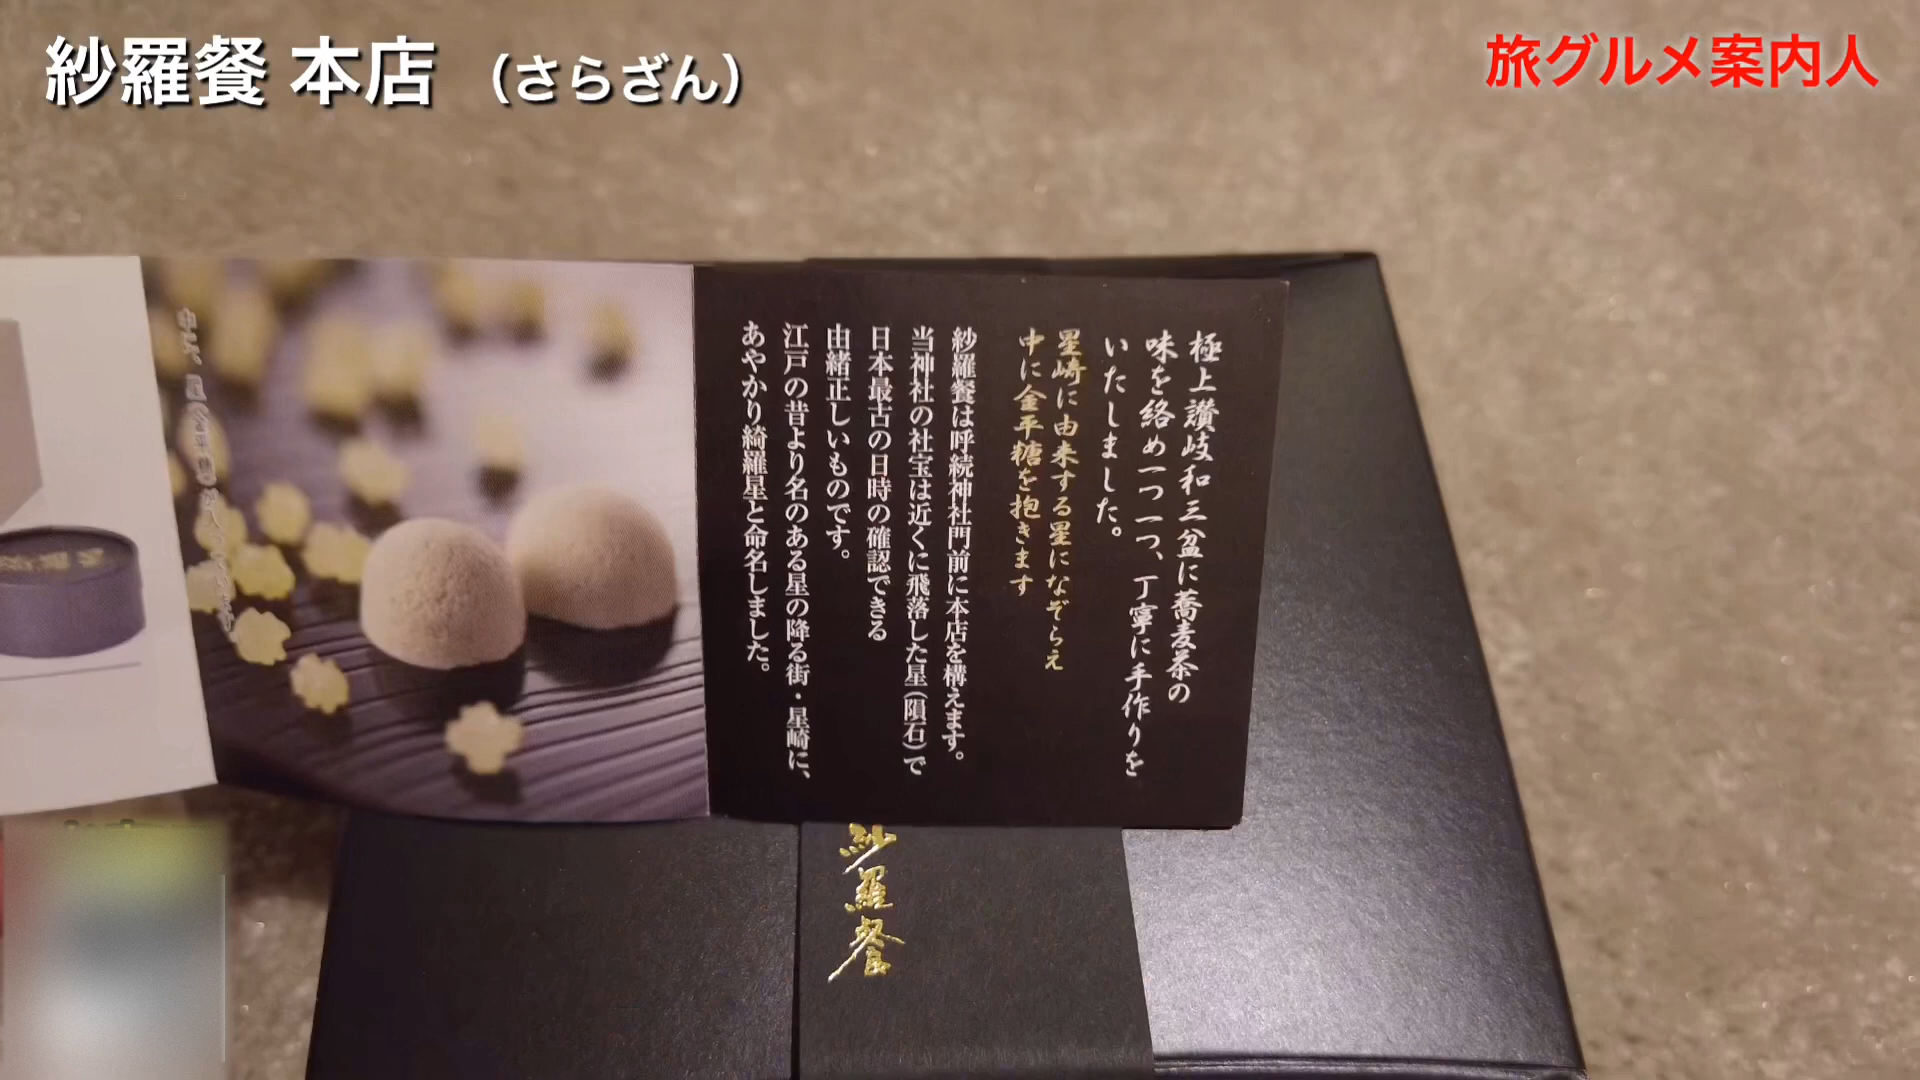 紗羅餐 本店 （さらざん）
旅グルメ案内人
極上讃岐和三盆に蕎麦茶の
味を絡め一つ一つ、丁寧に手作りを
いたしました。
星崎に由来する星になぞらえ
中に金平糖を抱きます
紗羅餐は呼続神社門前に本店を構えます。
当神社の社宝は近くに飛落した星（隕石）で
日本最古の日時の確認できる
由緒正しいものです。
江戸の昔より名のある星の降る街・星崎に、
あやかり綺羅星と命名しました。
紗羅餐